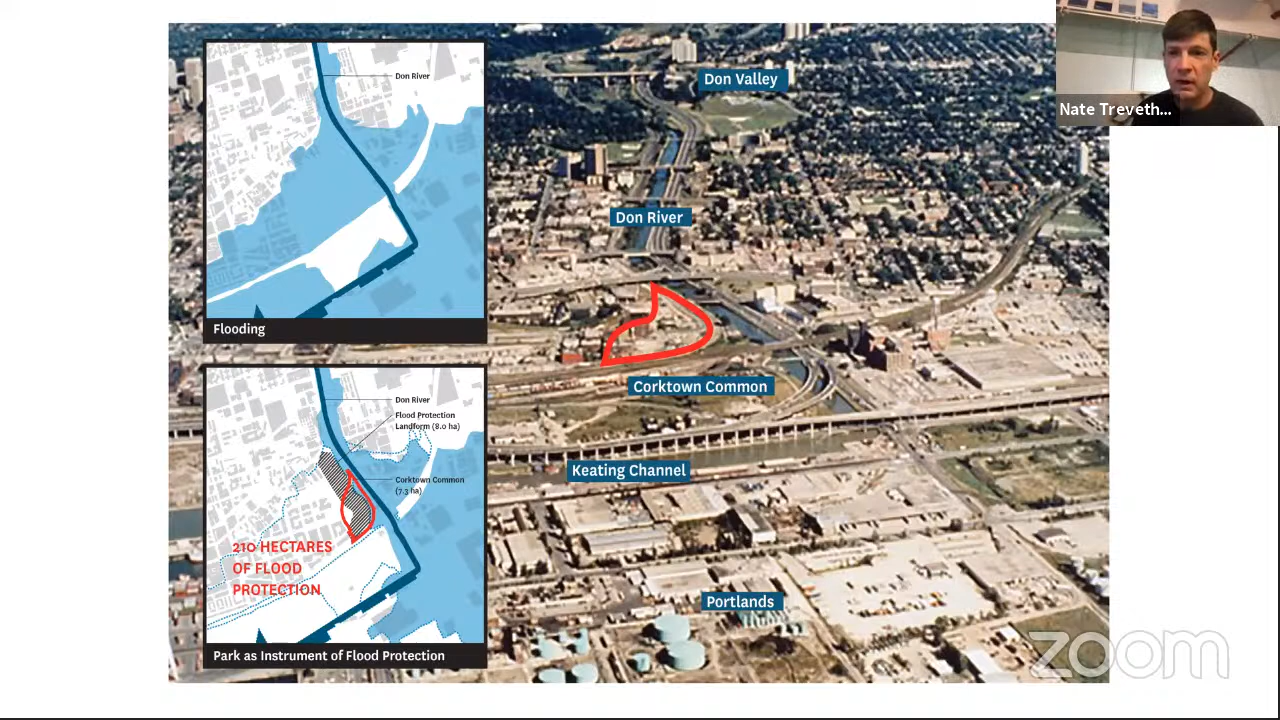 Don River
Flooding
Don River
Flood Protection
Landform (8.0 ha)
Corktown Common
(7.3 ha)
210 HECTARES
OF FLOOD
PROTECTION
Park as Instrument of Flood Protection
Don Valley
Don River
Corktown Common
Keating Channel
Portlands
Nate Treveth...
zoom